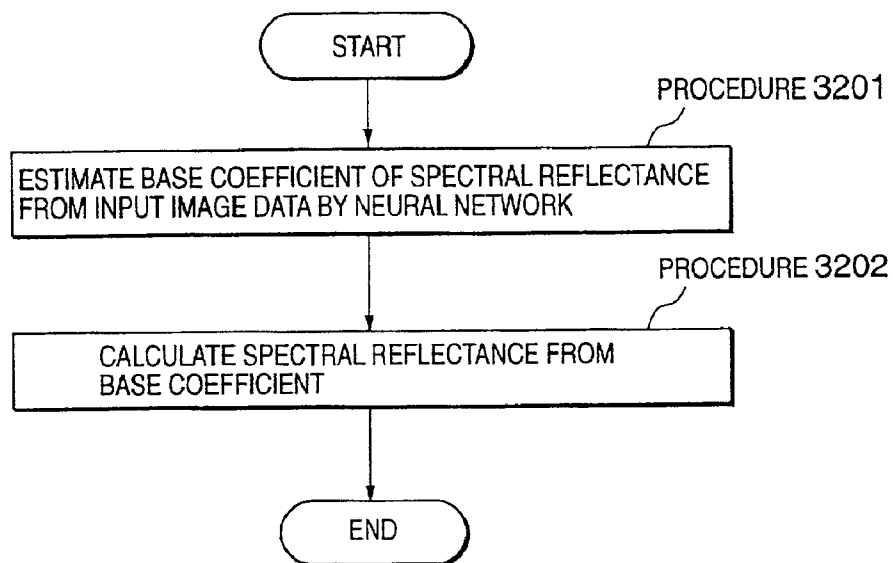 START
PROCEDURE 3201
ESTIMATE BASE COEFFICIENT OF SPECTRAL REFLECTANCE
FROM INPUT IMAGE DATA BY NEURAL NETWORK
PROCEDURE 3202
CALCULATE SPECTRAL REFLECTANCE FROM
BASE COEFFICIENT
END